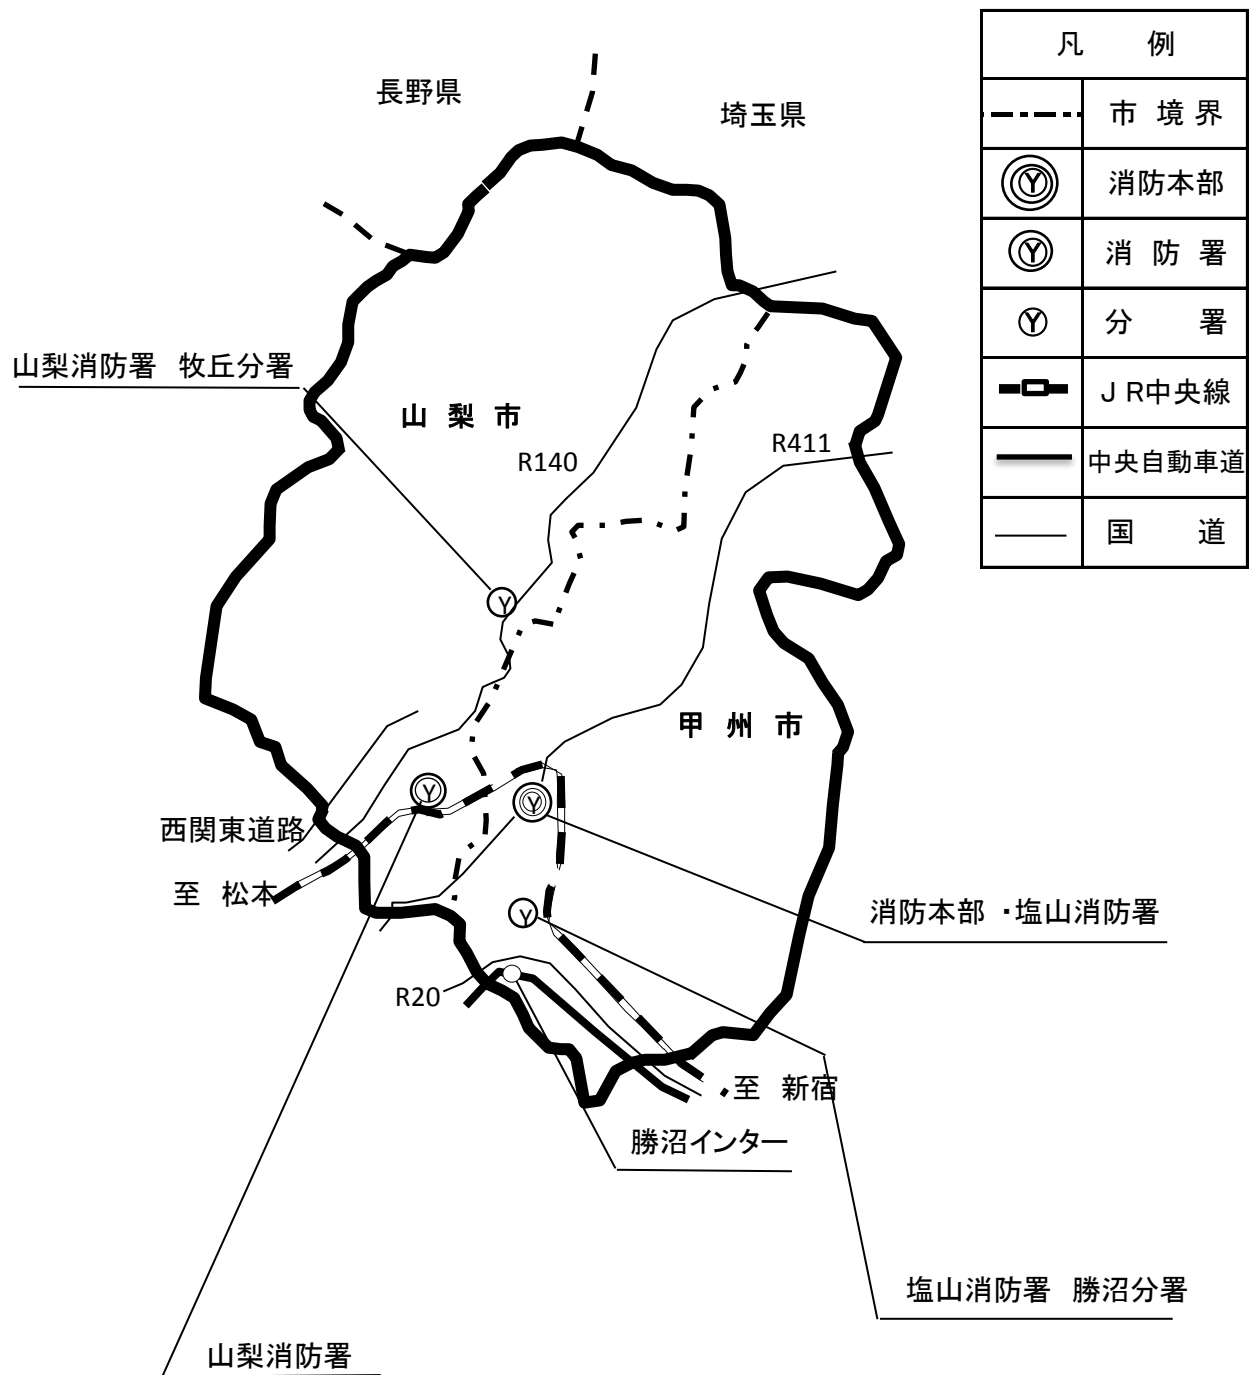 凡 例
長野県
埼玉県
市 境 界
Y
消防本部
Y
消 防 署
Y
分 署
山梨消防署 牧丘分署
J R中央線
山 梨 市
R411
R140
中央自動車道
国 道
Y
甲 州 市
Y
Y
西関東道路
至 松本
消防本部 ・塩山消防署
Y
R20
至 新宿
勝沼インター
塩山消防署 勝沼分署
山梨消防署